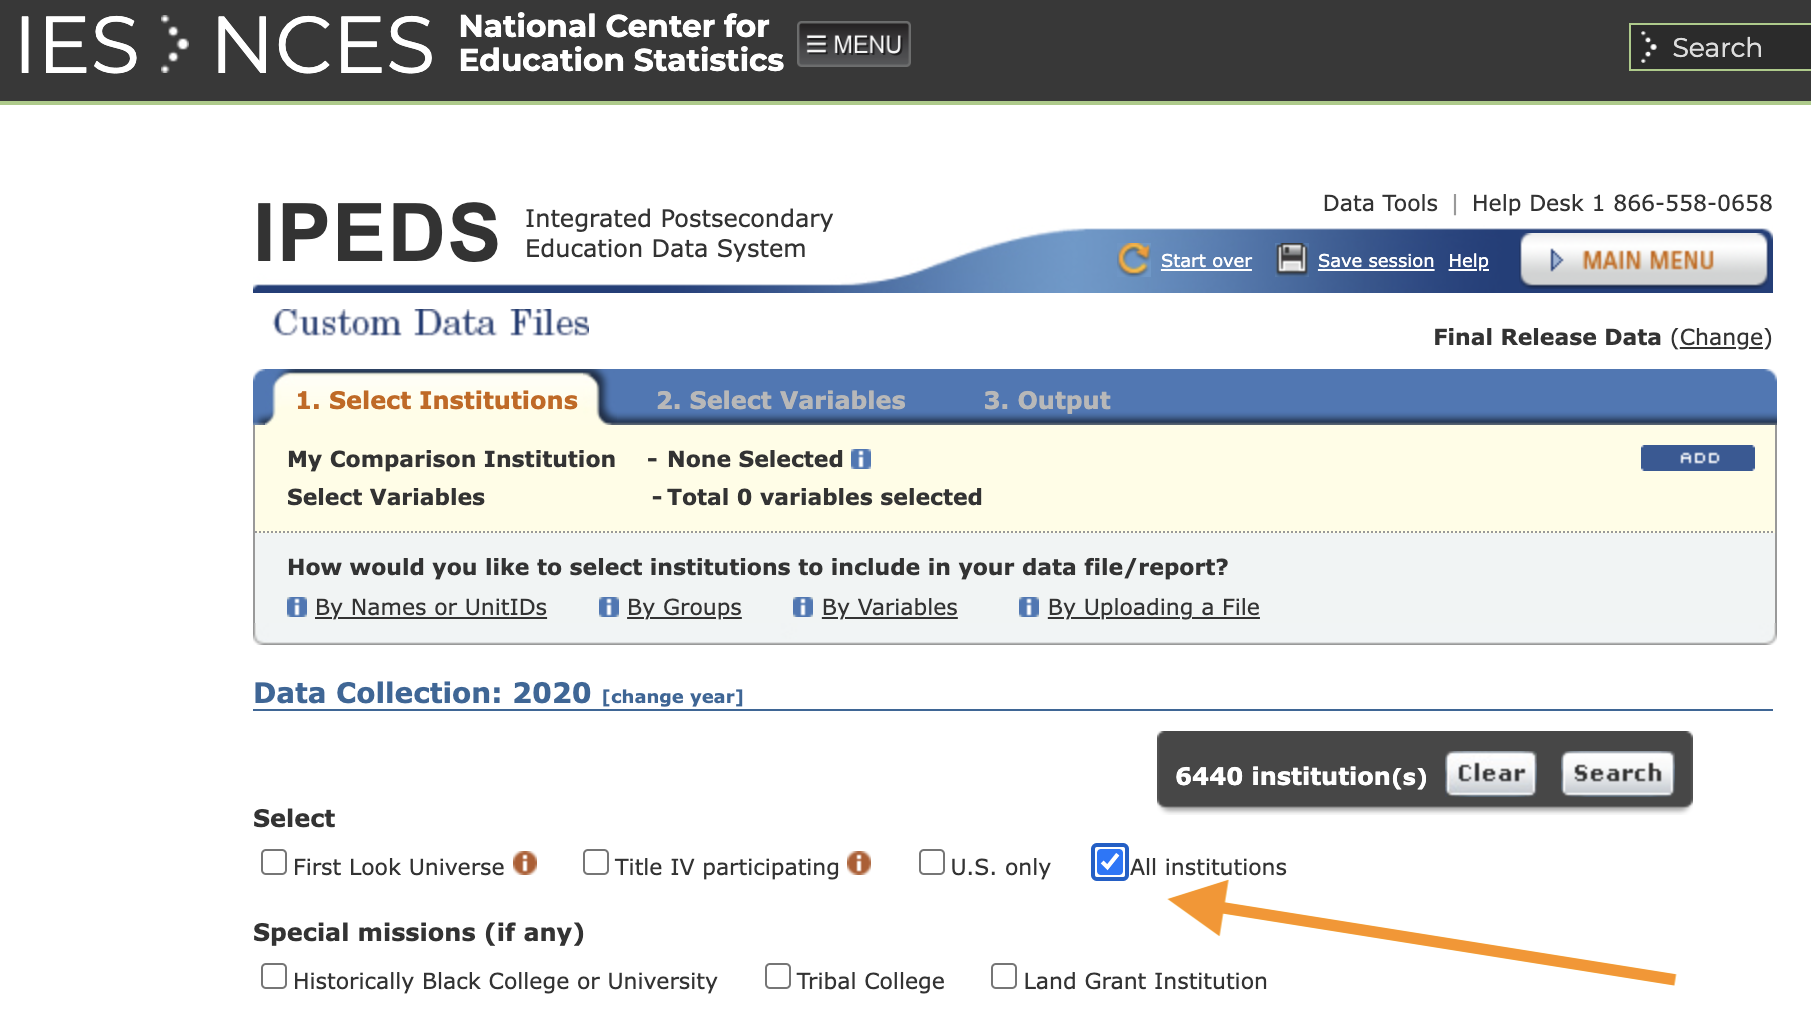 IES NCES National Center for Education Statistics ☰ MENU Search
Data Tools | Help Desk 1 866-558-0658
IPEDS Integrated Postsecondary Education Data System
Start over Save session Help MAIN MENU
Custom Data Files
Final Release Data (Change)
1. Select Institutions 2. Select Variables 3. Output
My Comparison Institution - None Selected i ADD
Select Variables - Total 0 variables selected
How would you like to select institutions to include in your data file/report?
i By Names or UnitIDs i By Groups i By Variables i By Uploading a File
Data Collection: 2020 [change year]
6440 institution(s) Clear Search
Select
First Look Universe i Title IV participating i U.S. only All institutions
Special missions (if any)
Historically Black College or University Tribal College Land Grant Institution